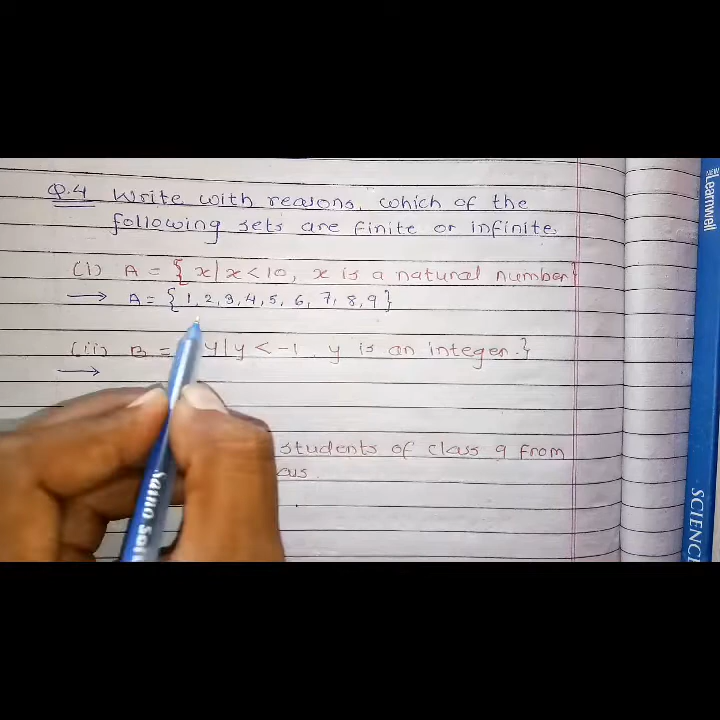 Q.4 Write with reasons, which of the
following sets are finite or infinite.
(i) A = { x | x < 10, x is a natural number}
→ A = { 1, 2, 3, 4, 5, 6, 7, 8, 9 }
(ii) B = y | y < -1, y is an integer.}
→
students of class 9 from
Learnwell
SCIENC